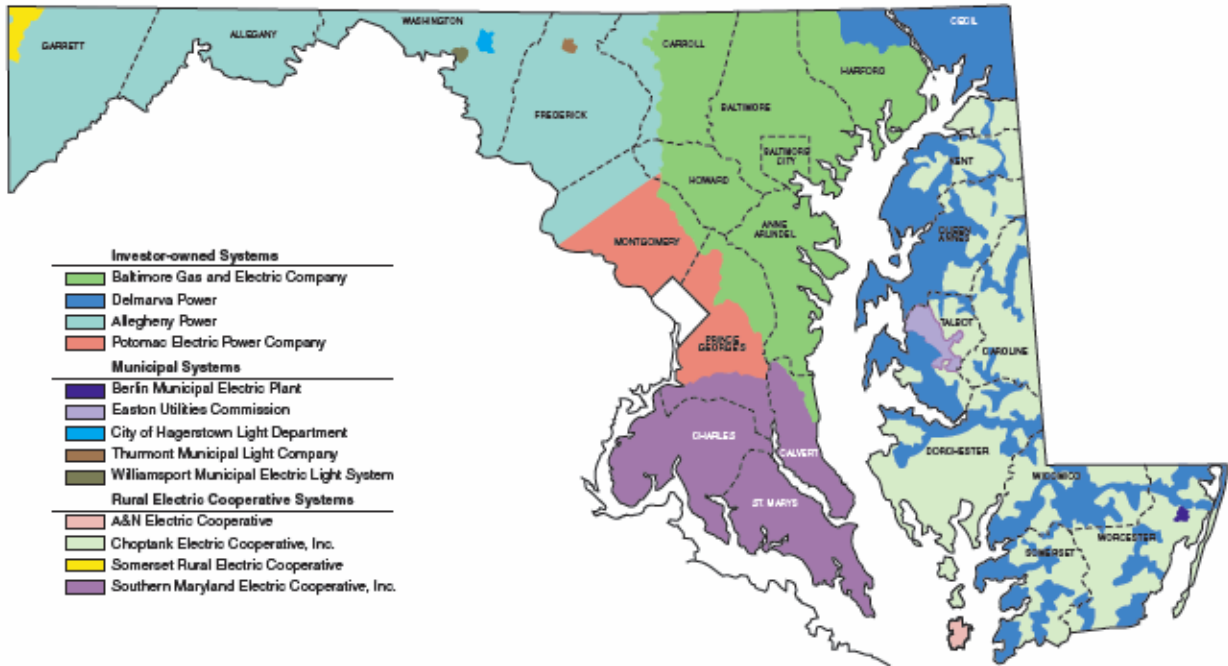 GARRETT
ALLEGANY
WASHINGTON
FREDERICK
CARROLL
BALTIMORE
HARFORD
CECIL
BALTIMORE
CITY
HOWARD
KENT
MONTGOMERY
ANNE
ARUNDEL
QUEEN
ANNES
TALBOT
CAROLINE
PRINCE
GEORGE'S
CHARLES
CALVERT
ST. MARYS
DORCHESTER
WICOMICO
SOMERSET
WORCESTER
Investor-owned Systems
Baltimore Gas and Electric Company
Delmarva Power
Allegheny Power
Potomac Electric Power Company
Municipal Systems
Berlin Municipal Electric Plant
Easton Utilities Commission
City of Hagerstown Light Department
Thurmont Municipal Light Company
Williamsport Municipal Electric Light System
Rural Electric Cooperative Systems
A&N Electric Cooperative
Choptank Electric Cooperative, Inc.
Somerset Rural Electric Cooperative
Southern Maryland Electric Cooperative, Inc.